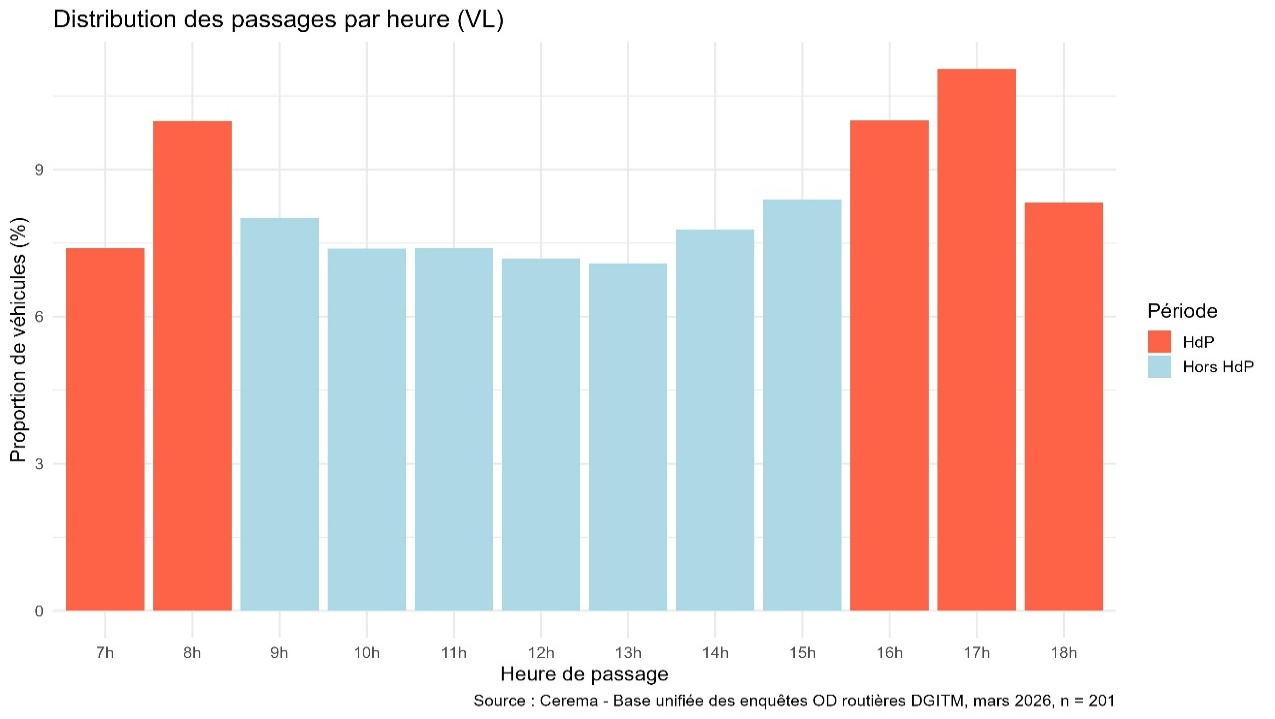 Distribution des passages par heure (VL)
Proportion de véhicules (%)
9
6
3
0
7h 8h 9h 10h 11h 12h 13h 14h 15h 16h 17h 18h
Heure de passage
Période
HdP
Hors HdP
Source : Cerema - Base unifiée des enquêtes OD routières DGITM, mars 2026, n = 201